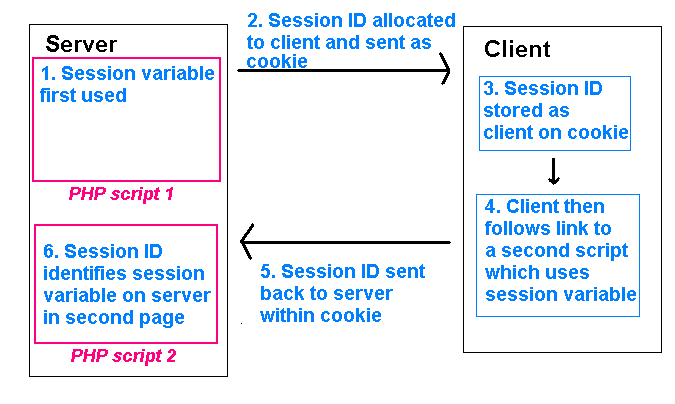 Server
1. Session variable
first used
PHP script 1
2. Session ID allocated
to client and sent as
cookie
Client
3. Session ID
stored as
client on cookie
4. Client then
follows link to
a second script
which uses
session variable
5. Session ID sent
back to server
within cookie
6. Session ID
identifies session
variable on server
in second page
PHP script 2